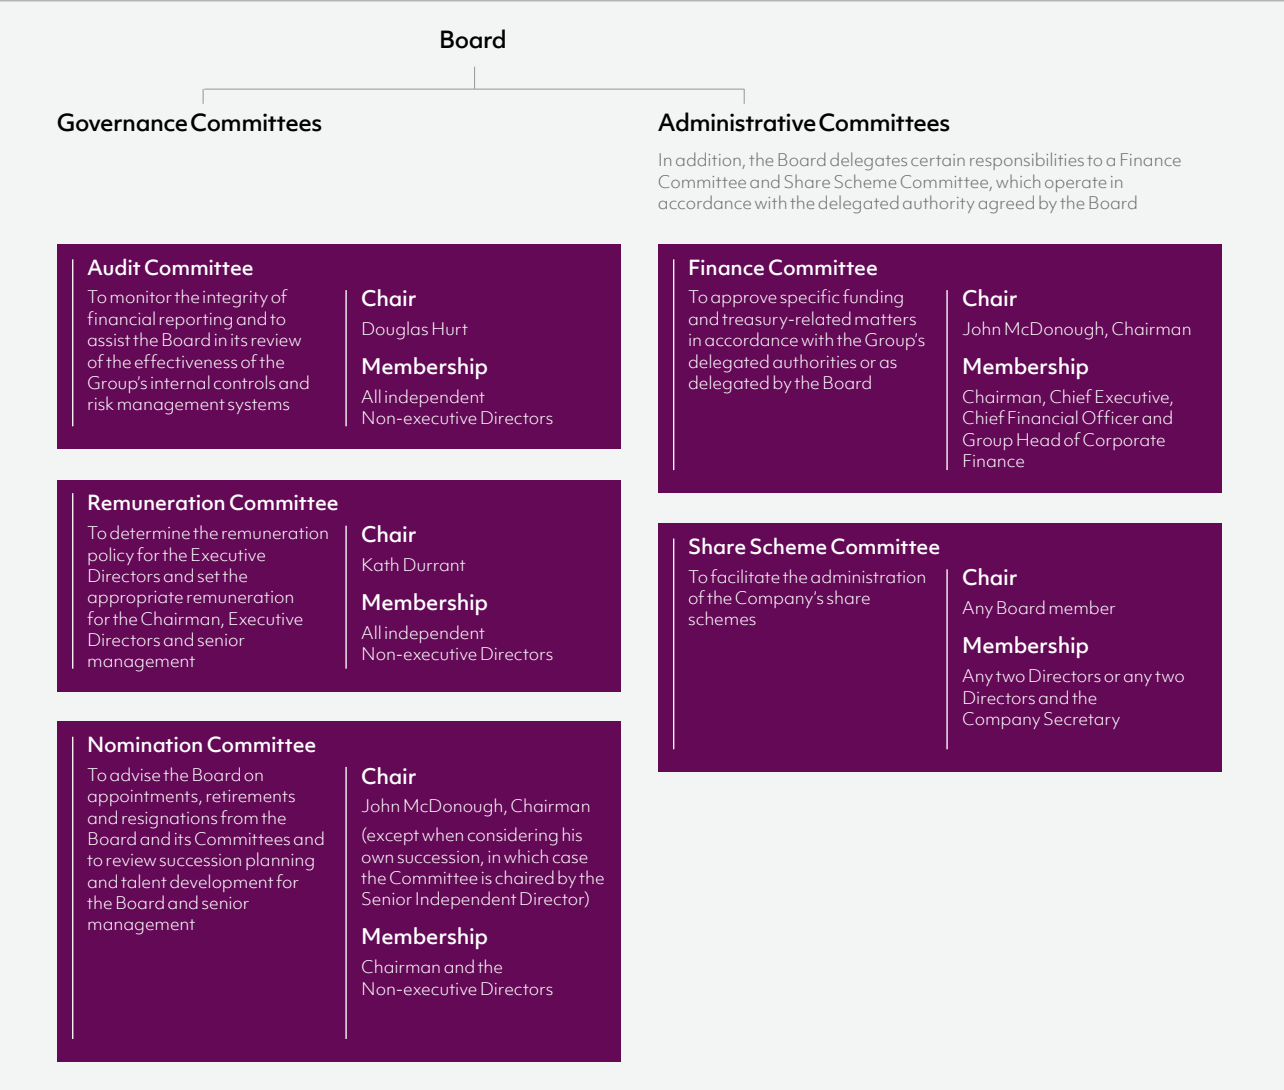 Board
Governance Committees
Administrative Committees
In addition, the Board delegates certain responsibilities to a Finance
Committee and Share Scheme Committee, which operate in
accordance with the delegated authority agreed by the Board
Audit Committee
To monitor the integrity of
financial reporting and to
assist the Board in its review
of the effectiveness of the
Group's internal controls and
risk management systems
Chair
Douglas Hurt
Membership
All independent
Non-executive Directors
Remuneration Committee
To determine the remuneration
policy for the Executive
Directors and set the
appropriate remuneration
for the Chairman, Executive
Directors and senior
management
Chair
Kath Durrant
Membership
All independent
Non-executive Directors
Nomination Committee
To advise the Board on
appointments, retirements
and resignations from the
Board and its Committees and
to review succession planning
and talent development for
the Board and senior
management
Chair
John McDonough, Chairman
(except when considering his
own succession, in which case
the Committee is chaired by the
Senior Independent Director)
Membership
Chairman and the
Non-executive Directors
Finance Committee
To approve specific funding
and treasury-related matters
in accordance with the Group's
delegated authorities or as
delegated by the Board
Chair
John McDonough, Chairman
Membership
Chairman, Chief Executive,
Chief Financial Officer and
Group Head of Corporate
Finance
Share Scheme Committee
To facilitate the administration
of the Company's share
schemes
Chair
Any Board member
Membership
Any two Directors or any two
Directors and the
Company Secretary